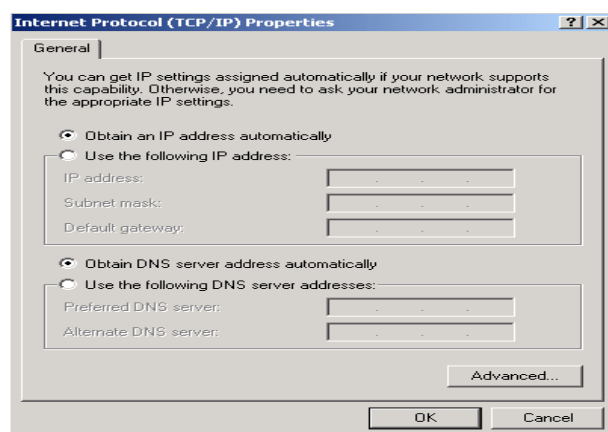 Internet Protocol (TCP/IP) Properties
General
You can get IP settings assigned automatically if your network supports
this capability. Otherwise, you need to ask your network administrator for
the appropriate IP settings.
Obtain an IP address automatically
Use the following IP address:
IP address:
Subnet mask:
Default gateway:
Obtain DNS server address automatically
Use the following DNS server addresses:
Preferred DNS server:
Alternate DNS server:
Advanced...
OK Cancel